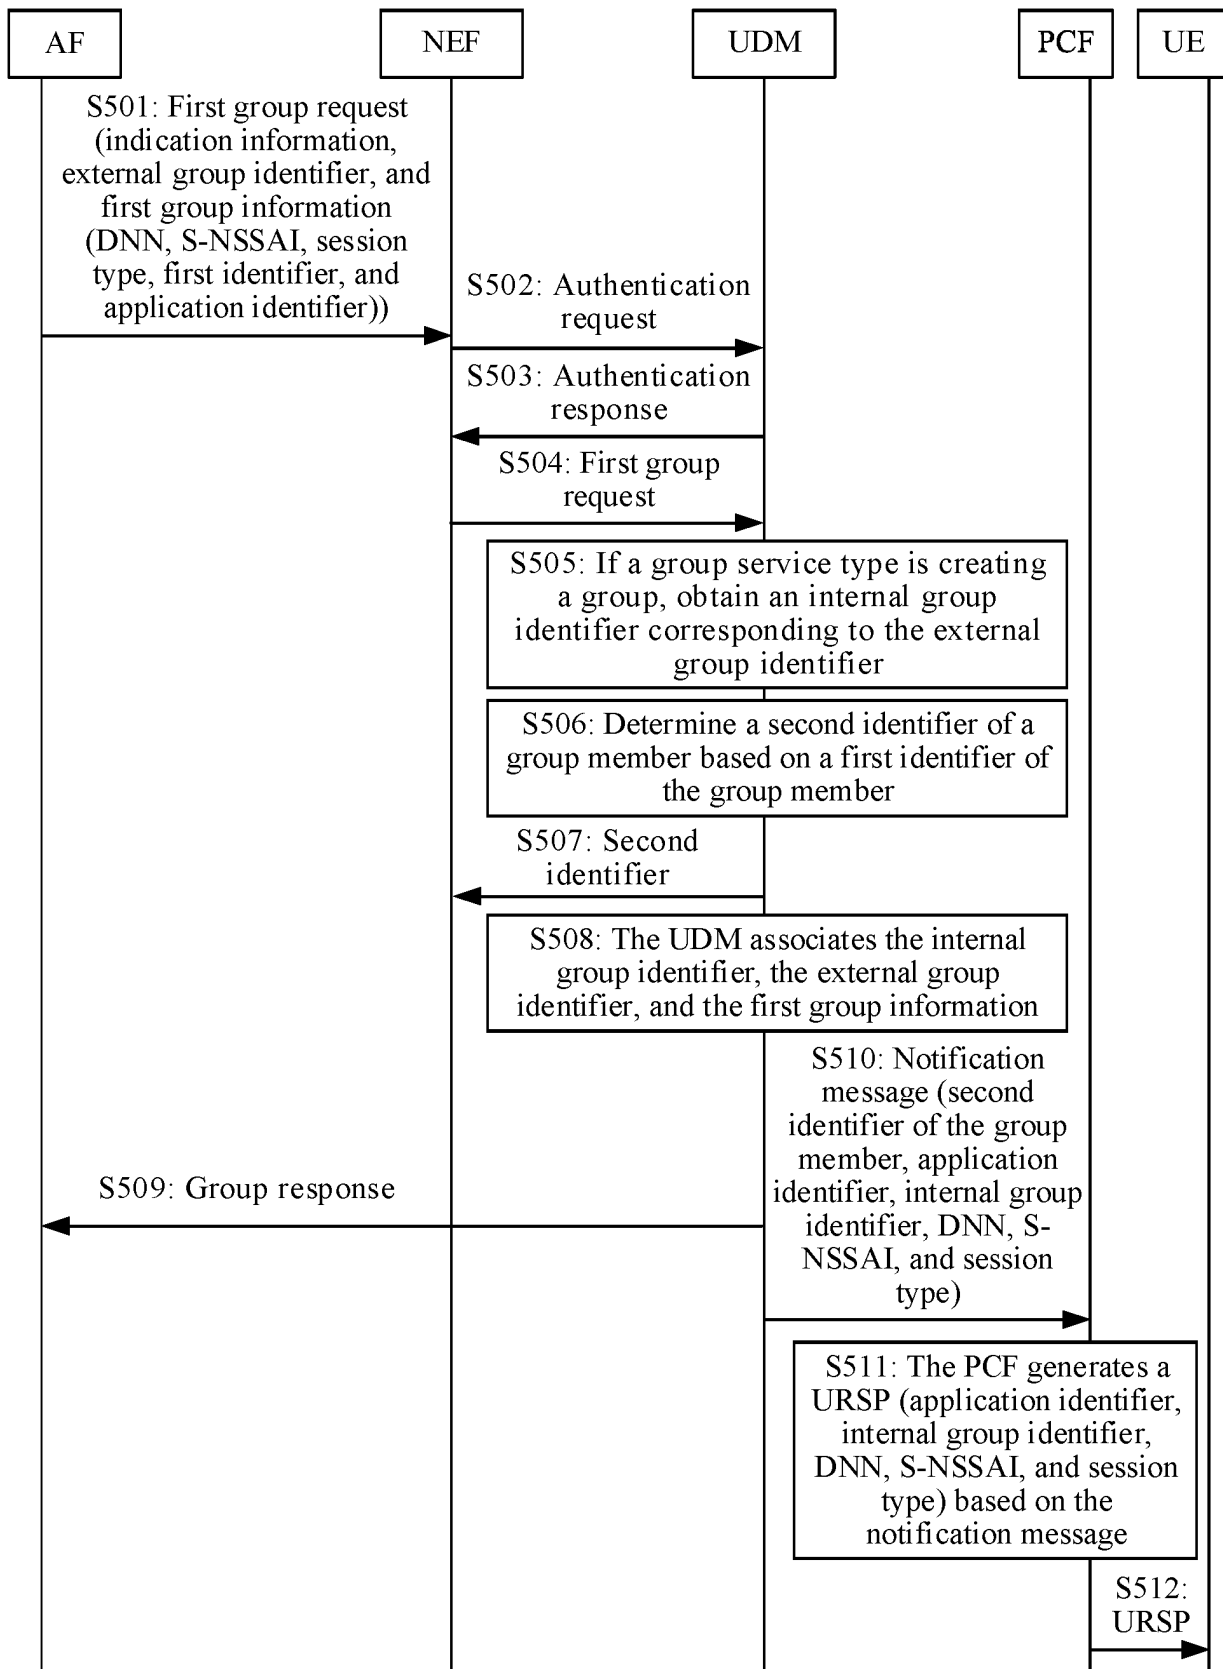 AF
NEF
UDM
PCF
UE
S501: First group request
(indication information,
external group identifier, and
first group information
(DNN, S-NSSAI, session
type, first identifier, and
application identifier))
S502: Authentication
request
S503: Authentication
response
S504: First group
request
S505: If a group service type is creating
a group, obtain an internal group
identifier corresponding to the external
group identifier
S506: Determine a second identifier of a
group member based on a first identifier of
the group member
S507: Second
identifier
S508: The UDM associates the internal
group identifier, the external group
identifier, and the first group information
S510: Notification
message (second
identifier of the group
member, application
identifier, internal group
identifier, DNN, S-
NSSAI, and session
type)
S509: Group response
S511: The PCF generates a
URSP (application identifier,
internal group identifier,
DNN, S-NSSAI, and session
type) based on the
notification message
S512:
URSP